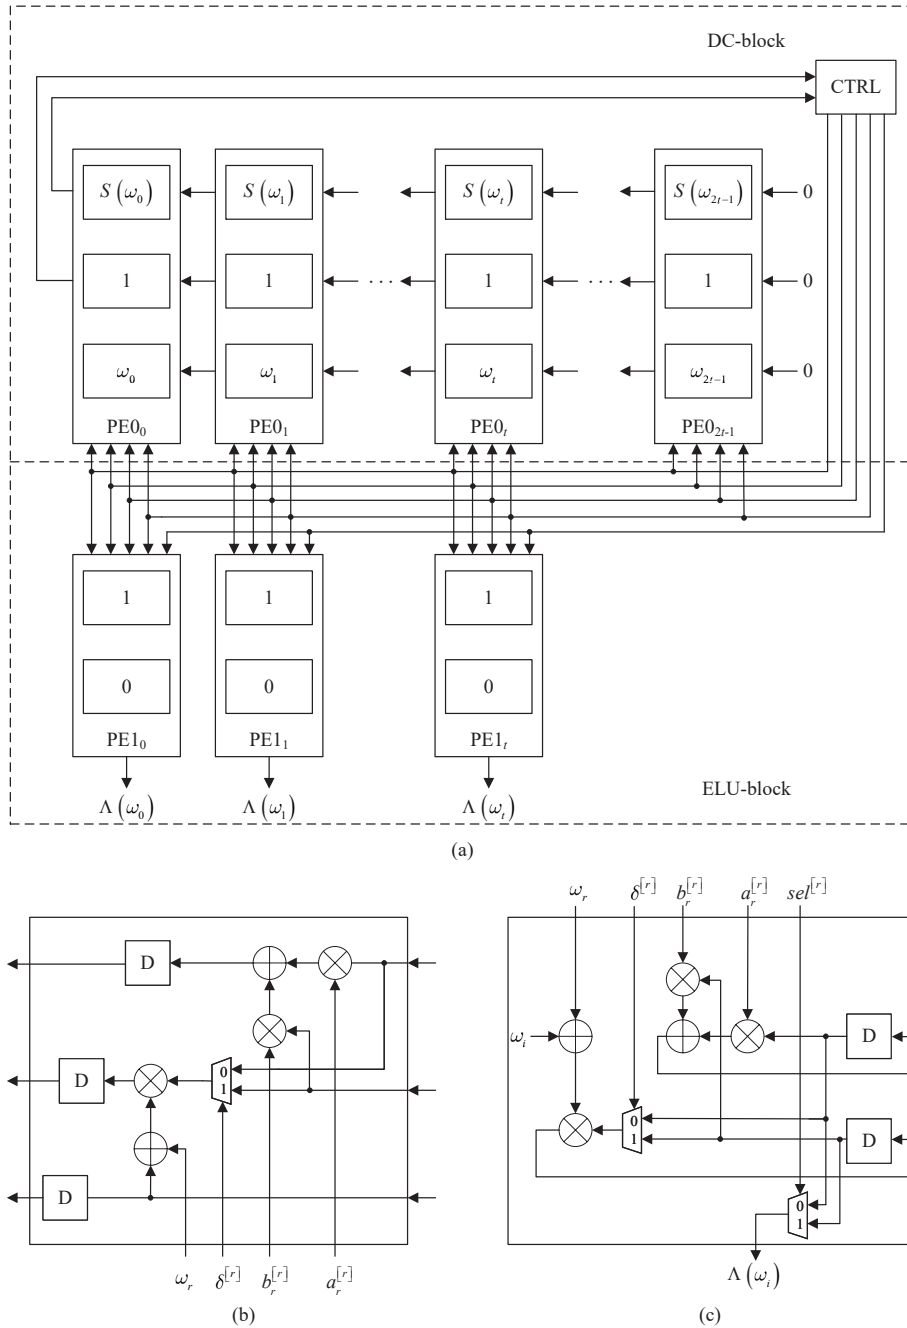 DC-block
CTRL
S(ω₀) S(ω₁) S(ωₜ) S(ω₂ₜ₋₁) 0
1 1 ··· 1 ··· 1 0
ω₀ ω₁ ωₜ ω₂ₜ₋₁ 0
PE0₀ PE0₁ PE0ₜ PE0₂ₜ₋₁
1 1 1
0 0 0
PE1₀ PE1₁ PE1ₜ
Λ(ω₀) Λ(ω₁) Λ(ωₜ)
ELU-block
(a)
D
0
1
D
D
ωᵣ δ^[r] bᵣ^[r] aᵣ^[r]
(b)
ωᵣ δ^[r] bᵣ^[r] aᵣ^[r] sel^[r]
ωᵢ
D
0
1
D
0
1
Λ(ωᵢ)
(c)